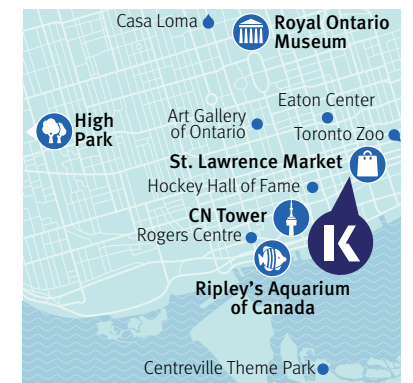 Casa Loma
Royal Ontario
Museum
High
Park
Eaton Center
Art Gallery
of Ontario
Toronto Zoo
St. Lawrence Market
Hockey Hall of Fame
CN Tower
Rogers Centre
K
Ripley's Aquarium
of Canada
Centreville Theme Park